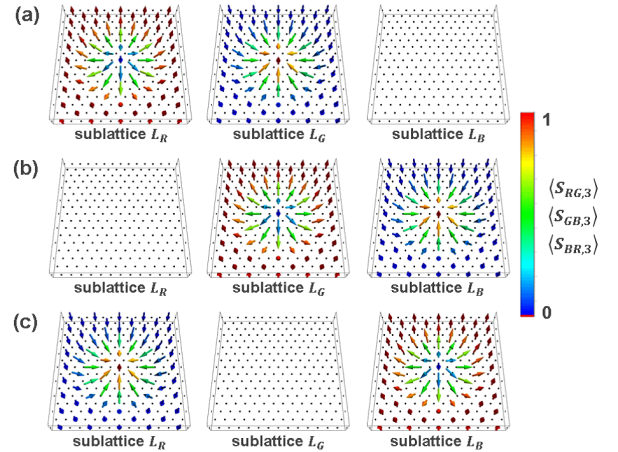 (a)
sublattice L_R
sublattice L_G
sublattice L_B
(b)
sublattice L_R
sublattice L_G
sublattice L_B
(c)
sublattice L_R
sublattice L_G
sublattice L_B
1
⟨S_{RG,3}⟩
⟨S_{GB,3}⟩
⟨S_{BR,3}⟩
0